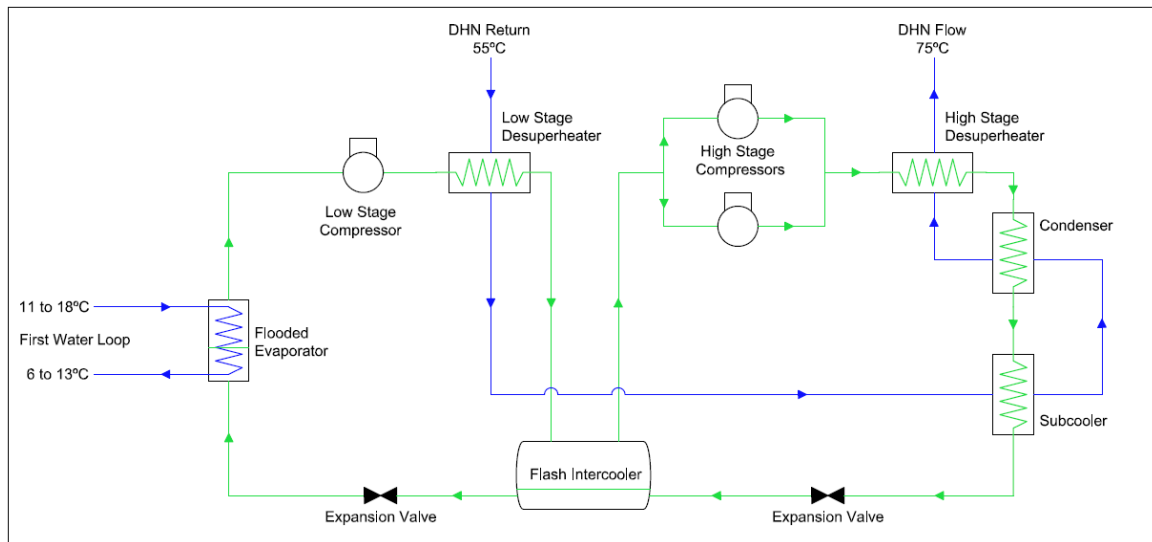 DHN Return
55ºC
DHN Flow
75ºC
Low Stage
Desuperheater
High Stage
Compressors
High Stage
Desuperheater
Low Stage
Compressor
Condenser
11 to 18ºC
First Water Loop
6 to 13ºC
Flooded
Evaporator
Subcooler
Flash Intercooler
Expansion Valve
Expansion Valve